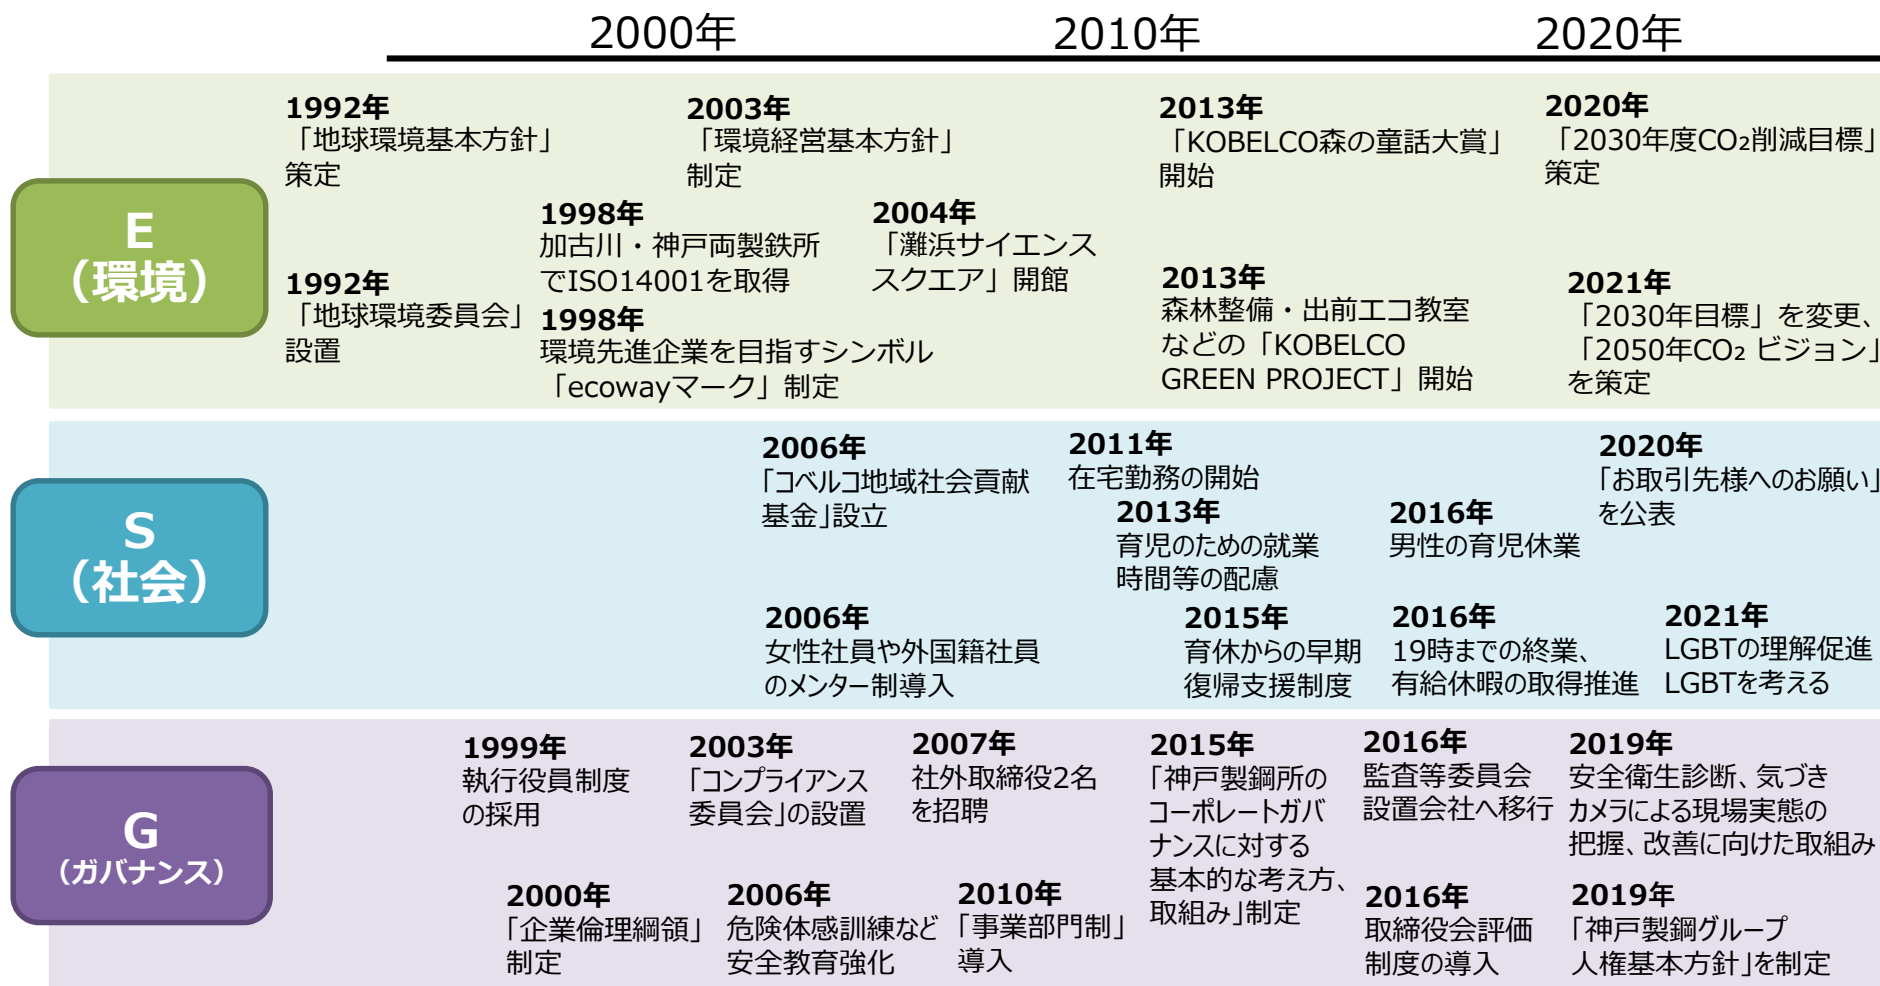 2000年
2010年
2020年
E
（環境）
1992年
「地球環境基本方針」
策定
1992年
「地球環境委員会」
設置
1998年
加古川・神戸両製鉄所
でISO14001を取得
1998年
環境先進企業を目指すシンボル
「ecowayマーク」制定
2003年
「環境経営基本方針」
制定
2004年
「灘浜サイエンス
スクエア」開館
2013年
「KOBELCO森の童話大賞」
開始
2013年
森林整備・出前エコ教室
などの「KOBELCO
GREEN PROJECT」開始
2020年
「2030年度CO₂削減目標」
策定
2021年
「2030年目標」を変更、
「2050年CO₂ ビジョン」
を策定
S
（社会）
2006年
「コベルコ地域社会貢献
基金」設立
2006年
女性社員や外国籍社員
のメンター制導入
2011年
在宅勤務の開始
2013年
育児のための就業
時間等の配慮
2015年
育休からの早期
復帰支援制度
2016年
男性の育児休業
2016年
19時までの終業、
有給休暇の取得推進
2020年
「お取引先様へのお願い」
を公表
2021年
LGBTの理解促進
LGBTを考える
G
（ガバナンス）
1999年
執行役員制度
の採用
2000年
「企業倫理綱領」
制定
2003年
「コンプライアンス
委員会」の設置
2006年
危険体感訓練など
安全教育強化
2007年
社外取締役2名
を招聘
2010年
「事業部門制」
導入
2015年
「神戸製鋼所の
コーポレートガバ
ナンスに対する
基本的な考え方、
取組み」制定
2016年
監査等委員会
設置会社へ移行
2016年
取締役会評価
制度の導入
2019年
安全衛生診断、気づき
カメラによる現場実態の
把握、改善に向けた取組み
2019年
「神戸製鋼グループ
人権基本方針」を制定